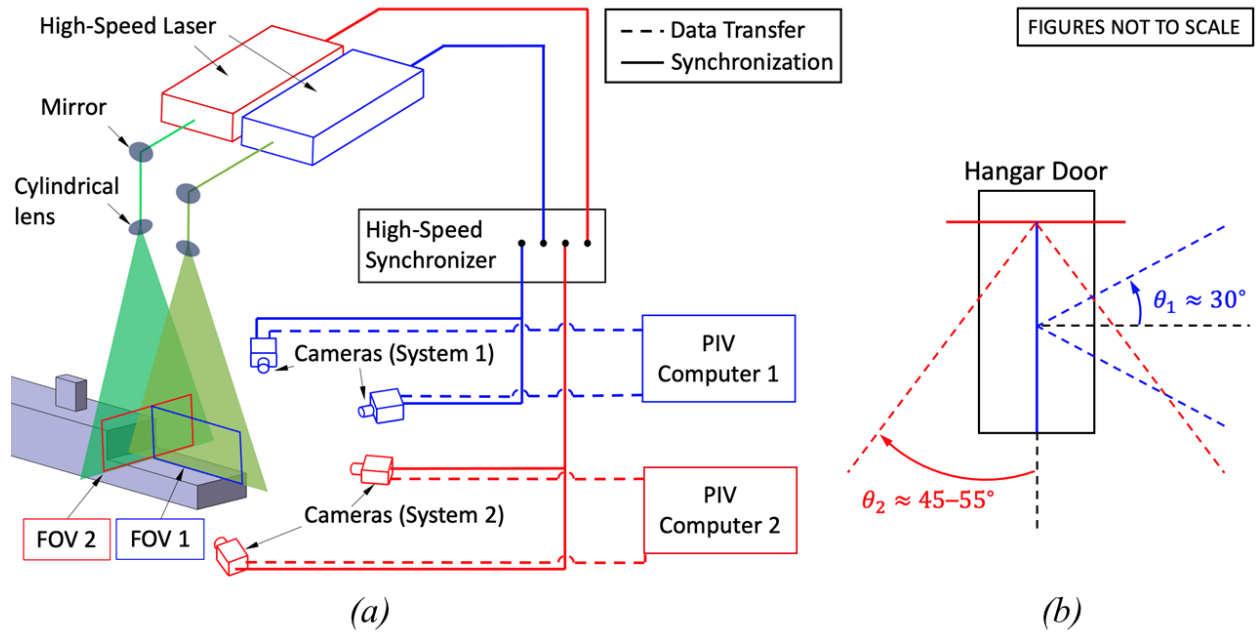 High-Speed Laser
Mirror
Cylindrical
lens
Data Transfer
Synchronization
FIGURES NOT TO SCALE
High-Speed
Synchronizer
Cameras (System 1)
PIV
Computer 1
Cameras (System 2)
PIV
Computer 2
FOV 2
FOV 1
(a)
Hangar Door
θ₁ ≈ 30°
θ₂ ≈ 45–55°
(b)